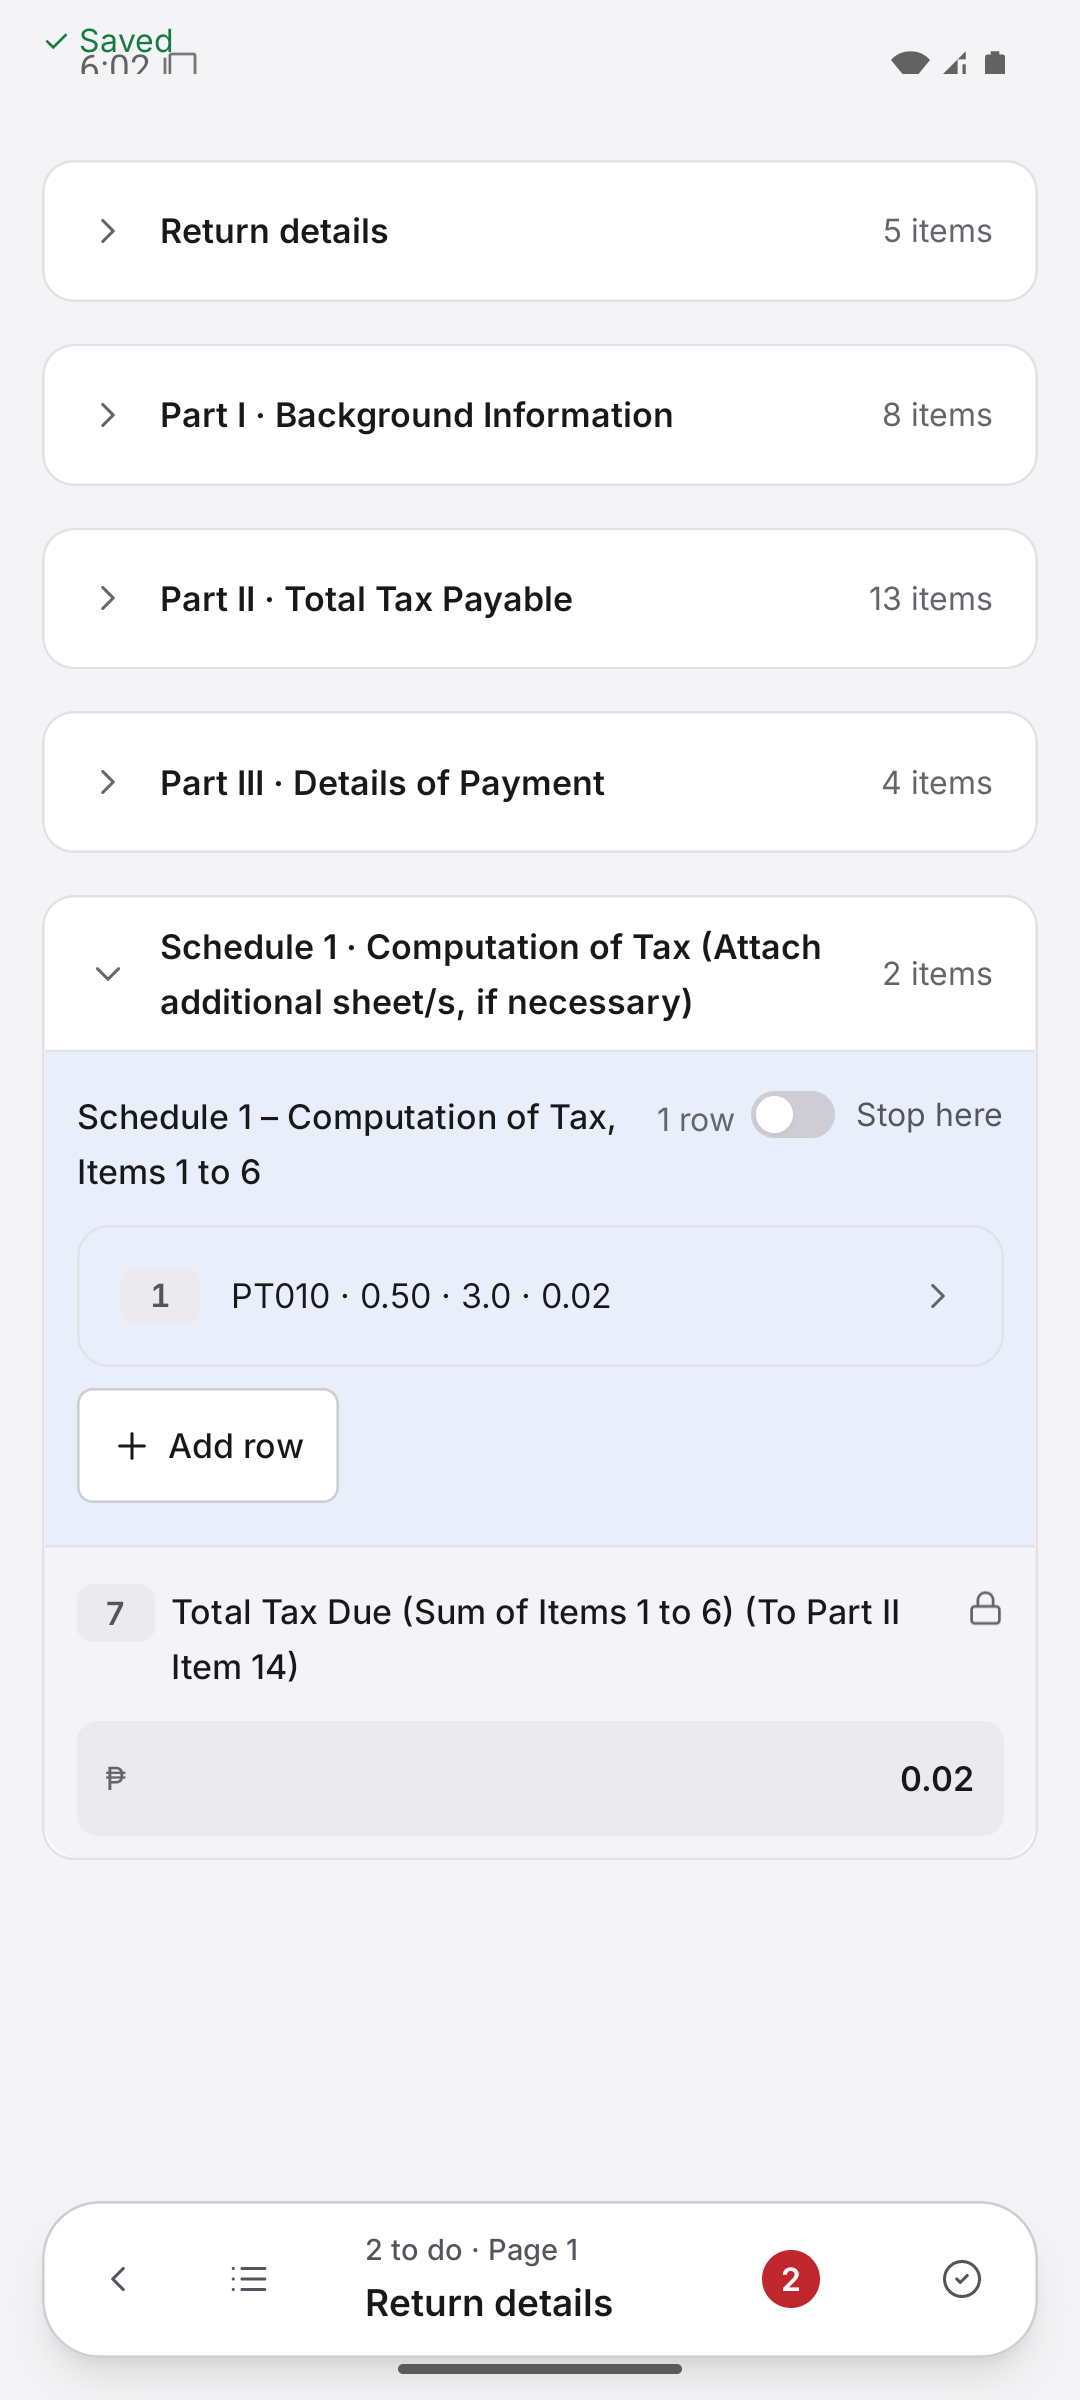 Saved
6:02
Return details
5 items
Part I · Background Information
8 items
Part II · Total Tax Payable
13 items
Part III · Details of Payment
4 items
Schedule 1 · Computation of Tax (Attach
additional sheet/s, if necessary)
2 items
Schedule 1 – Computation of Tax,
Items 1 to 6
1 row
Stop here
1
PT010 · 0.50 · 3.0 · 0.02
Add row
7
Total Tax Due (Sum of Items 1 to 6) (To Part II
Item 14)
₱
0.02
2 to do · Page 1
Return details
2